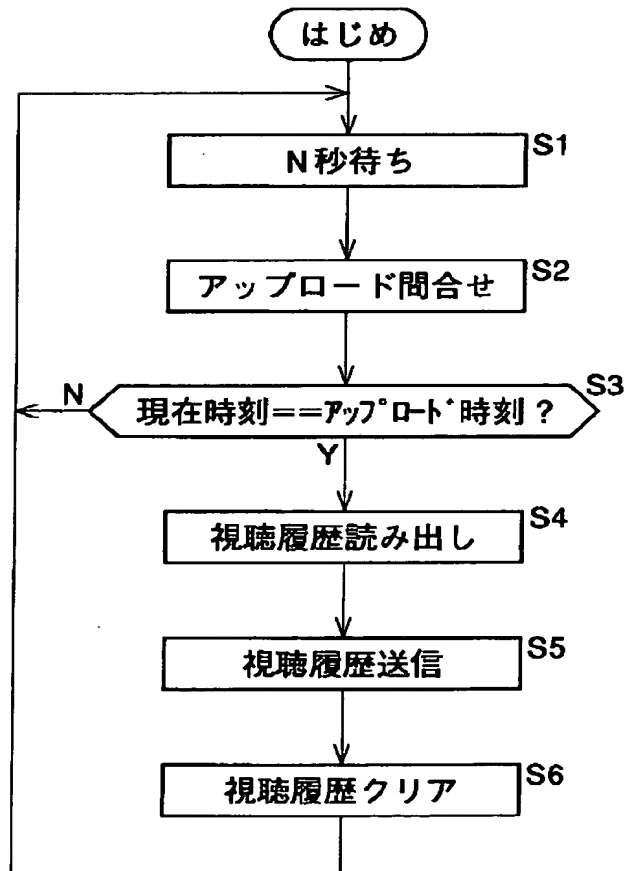 はじめ
N秒待ち
S1
アップロード問合せ
S2
現在時刻==ｱｯﾌﾟﾛｰﾄﾞ時刻?
S3
N
Y
視聴履歴読み出し
S4
視聴履歴送信
S5
視聴履歴クリア
S6